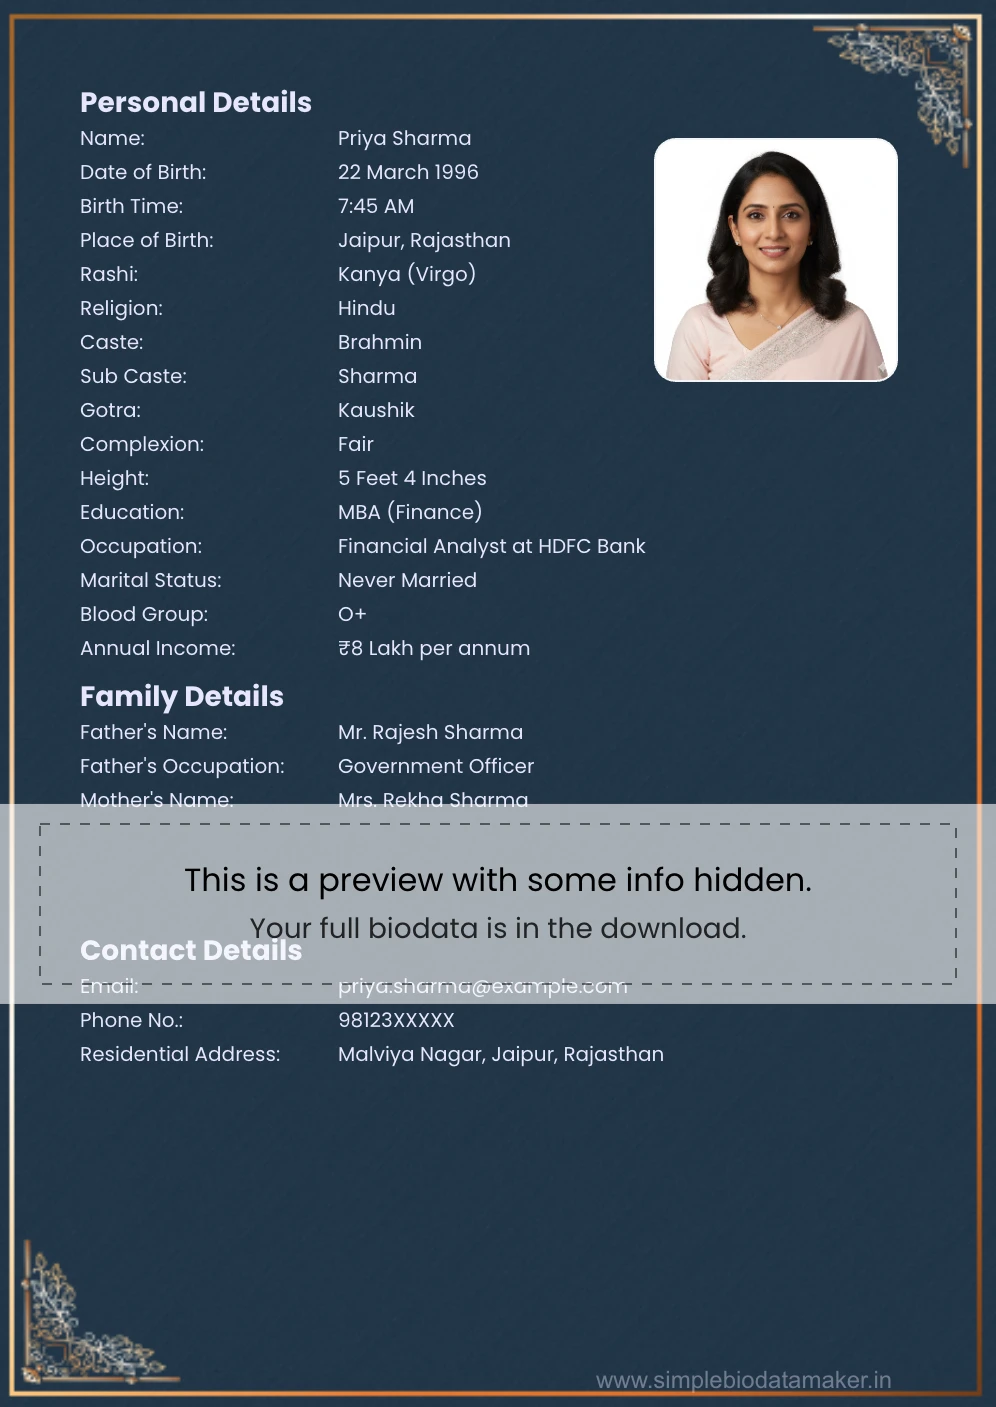 Personal Details
Name: Priya Sharma
Date of Birth: 22 March 1996
Birth Time: 7:45 AM
Place of Birth: Jaipur, Rajasthan
Rashi: Kanya (Virgo)
Religion: Hindu
Caste: Brahmin
Sub Caste: Sharma
Gotra: Kaushik
Complexion: Fair
Height: 5 Feet 4 Inches
Education: MBA (Finance)
Occupation: Financial Analyst at HDFC Bank
Marital Status: Never Married
Blood Group: O+
Annual Income: ₹8 Lakh per annum
Family Details
Father's Name: Mr. Rajesh Sharma
Father's Occupation: Government Officer
Mother's Name: Mrs. Rekha Sharma
This is a preview with some info hidden.
Your full biodata is in the download.
Contact Details
Email: priya.sharma@example.com
Phone No.: 98123XXXXX
Residential Address: Malviya Nagar, Jaipur, Rajasthan
www.simplebiodatamaker.in